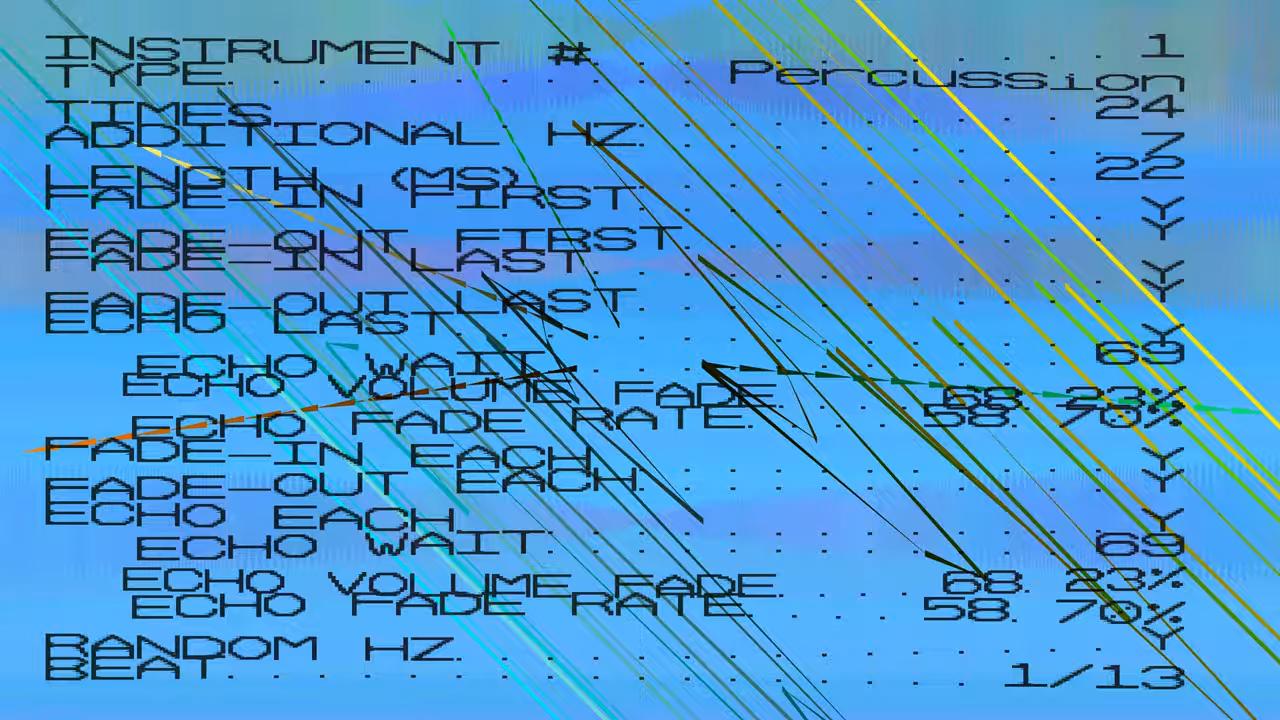 INSTRUMENT #. . . . . . . . . . . . 1
TYPE. . . . . . . . . . . Percussion
TIMES. . . . . . . . . . . . . . . . . . 24
ADDITIONAL HZ. . . . . . . . . . . 7
LENGTH (MS). . . . . . . . . . . . . 22
FADE-IN FIRST. . . . . . . . . . . Y
FADE-OUT FIRST. . . . . . . . . . Y
FADE-IN LAST. . . . . . . . . . . . Y
FADE-OUT LAST. . . . . . . . . . . Y
ECHO LAST. . . . . . . . . . . . . . . Y
ECHO WAIT. . . . . . . . . . . . . 69
ECHO VOLUME FADE. . . . 68. 23%
ECHO FADE RATE. . . . 58. 70%
FADE-IN EACH. . . . . . . . . . . . Y
FADE-OUT EACH. . . . . . . . . . . Y
ECHO EACH. . . . . . . . . . . . . . . Y
ECHO WAIT. . . . . . . . . . . . . 69
ECHO VOLUME FADE. . . . 68. 23%
ECHO FADE RATE. . . . 58. 70%
RANDOM HZ. . . . . . . . . . . . . . . Y
BEAT. . . . . . . . . . . . . . . . . 1/13